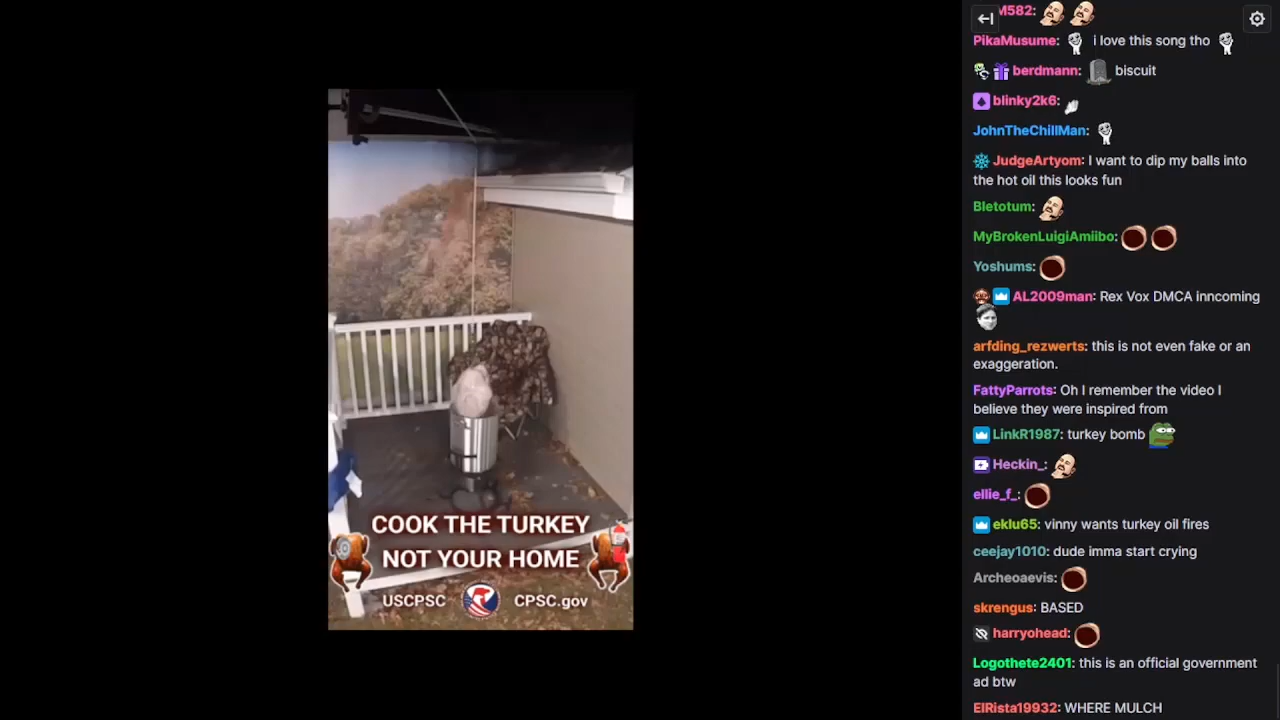 COOK THE TURKEY
NOT YOUR HOME
USCPSC
CPSC.gov
M582:
PikaMusume: i love this song tho
berdmann: biscuit
blinky2k6:
JohnTheChillMan:
JudgeArtyom: I want to dip my balls into
the hot oil this looks fun
Bletotum:
MyBrokenLuigiAmiibo:
Yoshums:
AL2009man: Rex Vox DMCA inncoming
arfding_rezwerts: this is not even fake or an
exaggeration.
FattyParrots: Oh I remember the video I
believe they were inspired from
LinkR1987: turkey bomb
Heckin_:
ellie_f_:
eklu65: vinny wants turkey oil fires
ceejay1010: dude imma start crying
Archeoaevis:
skrengus: BASED
harryohead:
Logothete2401: this is an official government
ad btw
ElRista19932: WHERE MULCH